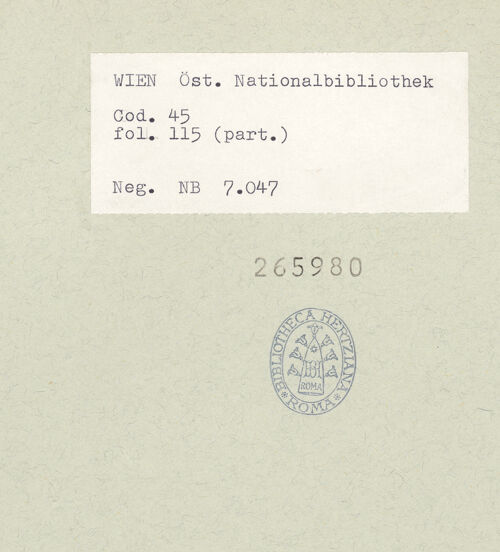 WIEN Öst. Nationalbibliothek
Cod. 45
fol. 115 (part.)
Neg. NB 7.047
265980
BIBLIOTHECA HERTZIANA
ROMA
*ROMA*